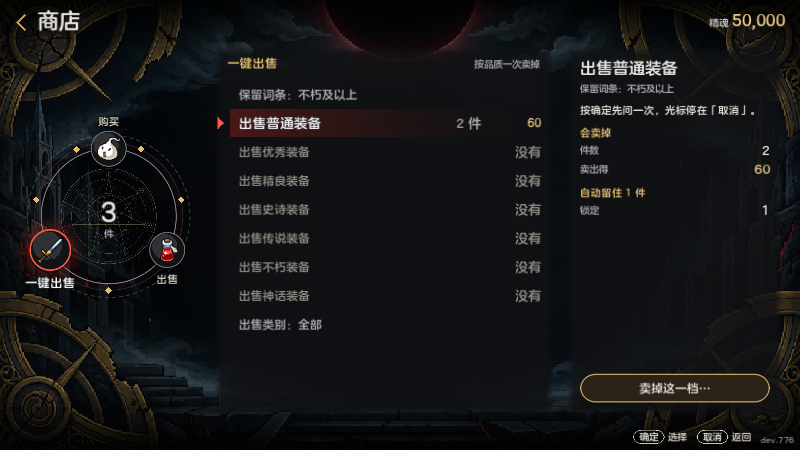 商店
精魂 50,000
购买
3
件
一键出售
出售
一键出售 按品质一次卖掉
保留词条：不朽及以上
出售普通装备 2 件 60
出售优秀装备 没有
出售精良装备 没有
出售史诗装备 没有
出售传说装备 没有
出售不朽装备 没有
出售神话装备 没有
出售类别：全部
出售普通装备
保留词条：不朽及以上
按确定先问一次，光标停在「取消」。
会卖掉
件数 2
卖出得 60
自动留住 1 件
锁定 1
卖掉这一档…
确定 选择 取消 返回
dev.776